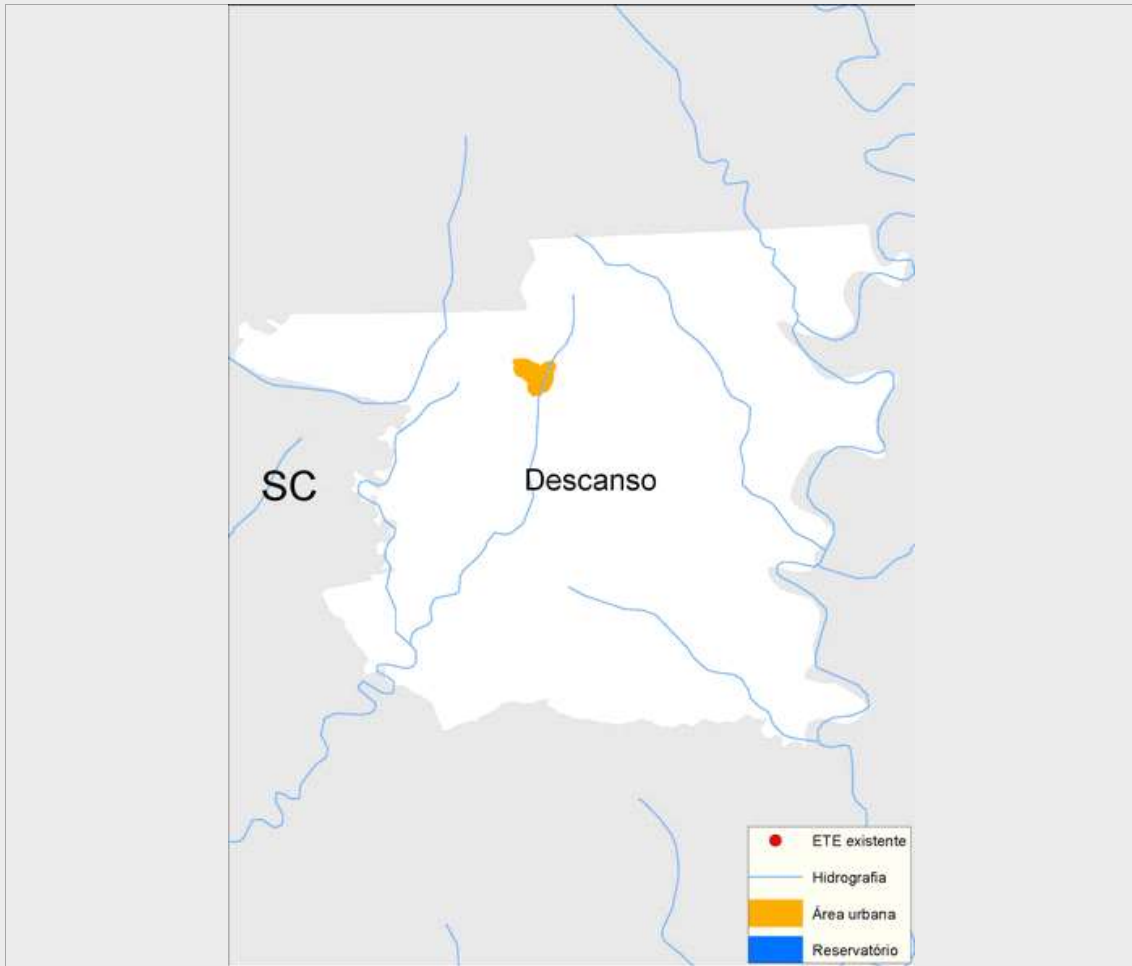 SC
Descanso
ETE existente
Hidrografia
Área urbana
Reservatório